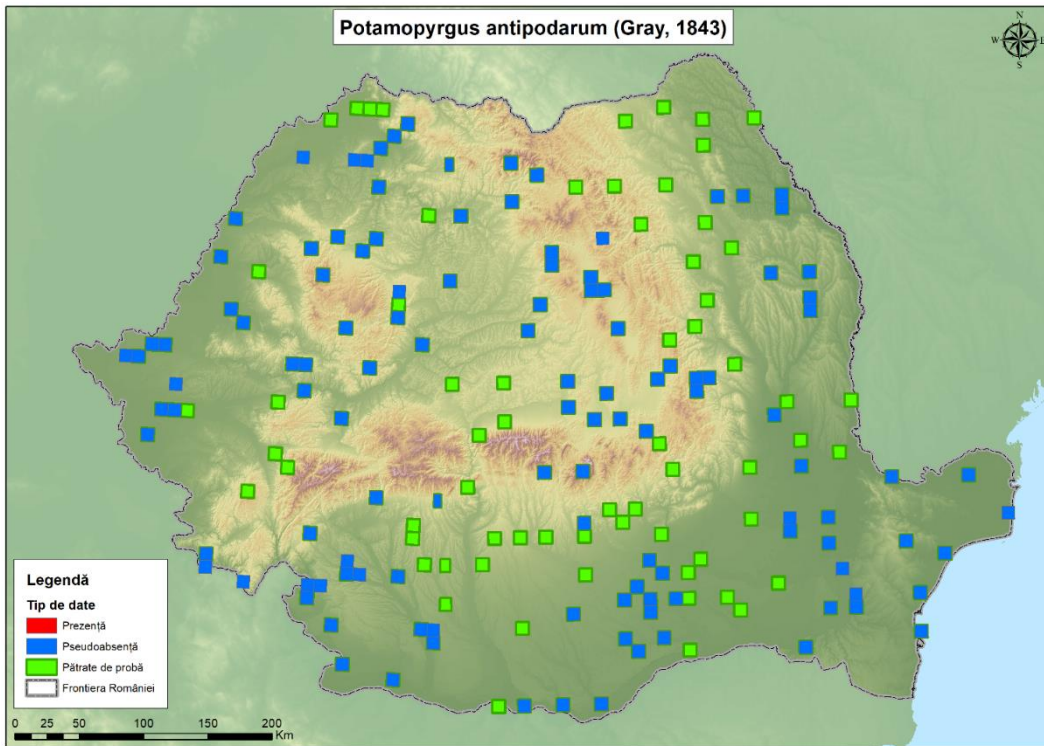 Potamopyrgus antipodarum (Gray, 1843)
N
W E
S
Legendă
Tip de date
Prezență
Pseudoabsență
Pătrate de probă
Frontiera României
0 25 50 100 150 200
Km